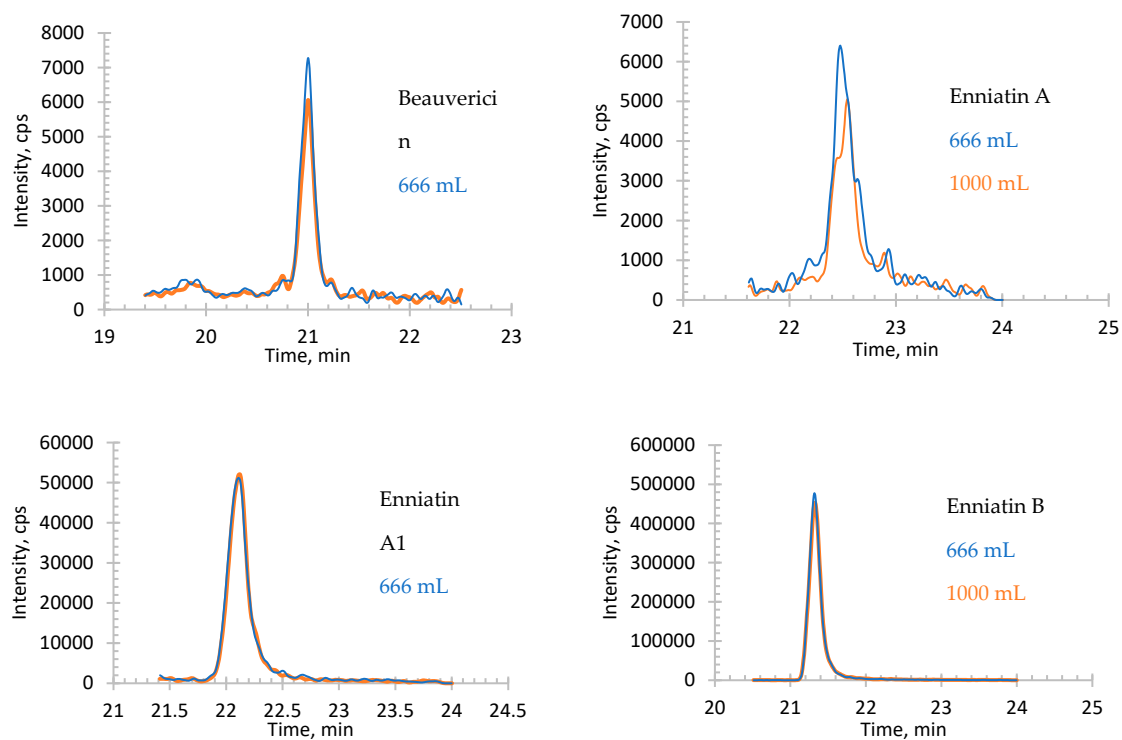 8000
7000
6000
5000
4000
3000
2000
1000
0
Intensity, cps
19 20 21 22 23
Time, min
Beauverici
n
666 mL
7000
6000
5000
4000
3000
2000
1000
0
Intensity, cps
21 22 23 24 25
Time, min
Enniatin A
666 mL
1000 mL
60000
50000
40000
30000
20000
10000
0
Intensity, cps
21 21.5 22 22.5 23 23.5 24 24.5
Time, min
Enniatin
A1
666 mL
600000
500000
400000
300000
200000
100000
0
Intensity, cps
20 21 22 23 24 25
Time, min
Enniatin B
666 mL
1000 mL